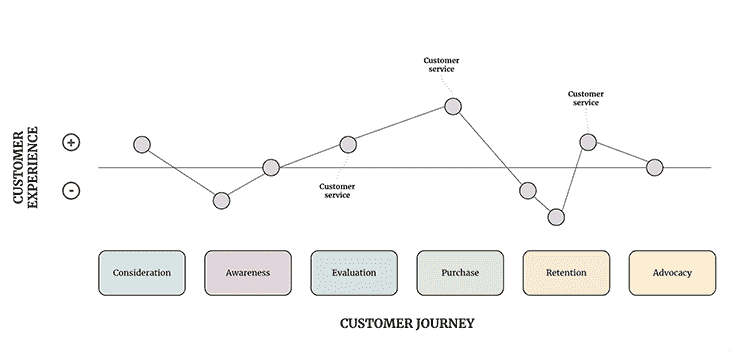 Customer
service
Customer
service
CUSTOMER
EXPERIENCE
+
-
Customer
service
Consideration
Awareness
Evaluation
Purchase
Retention
Advocacy
CUSTOMER JOURNEY